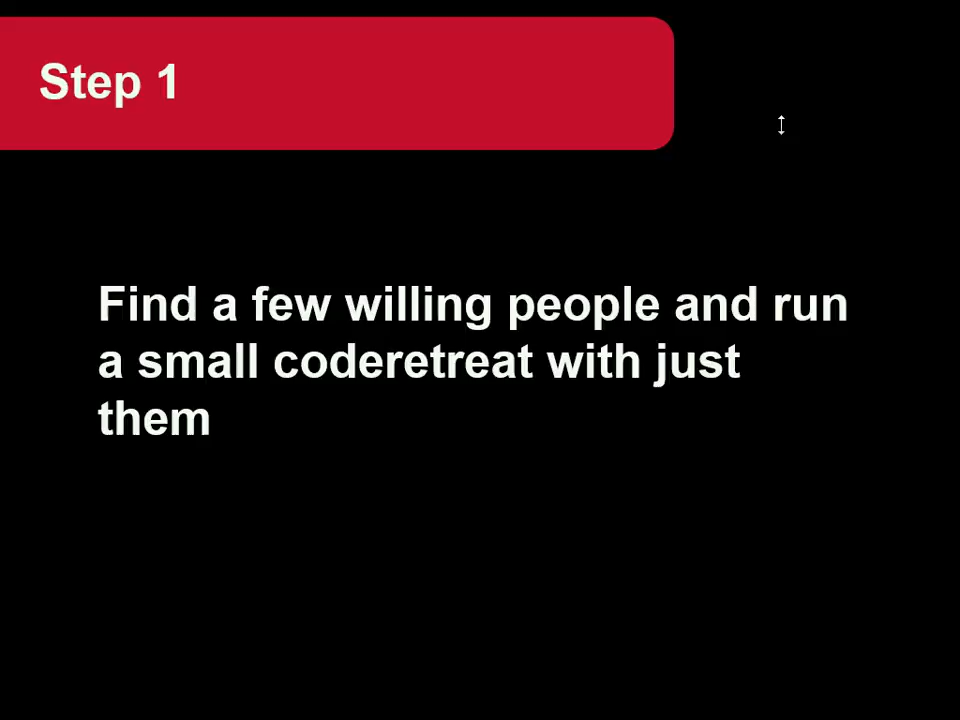 Step 1
Find a few willing people and run
a small coderetreat with just
them